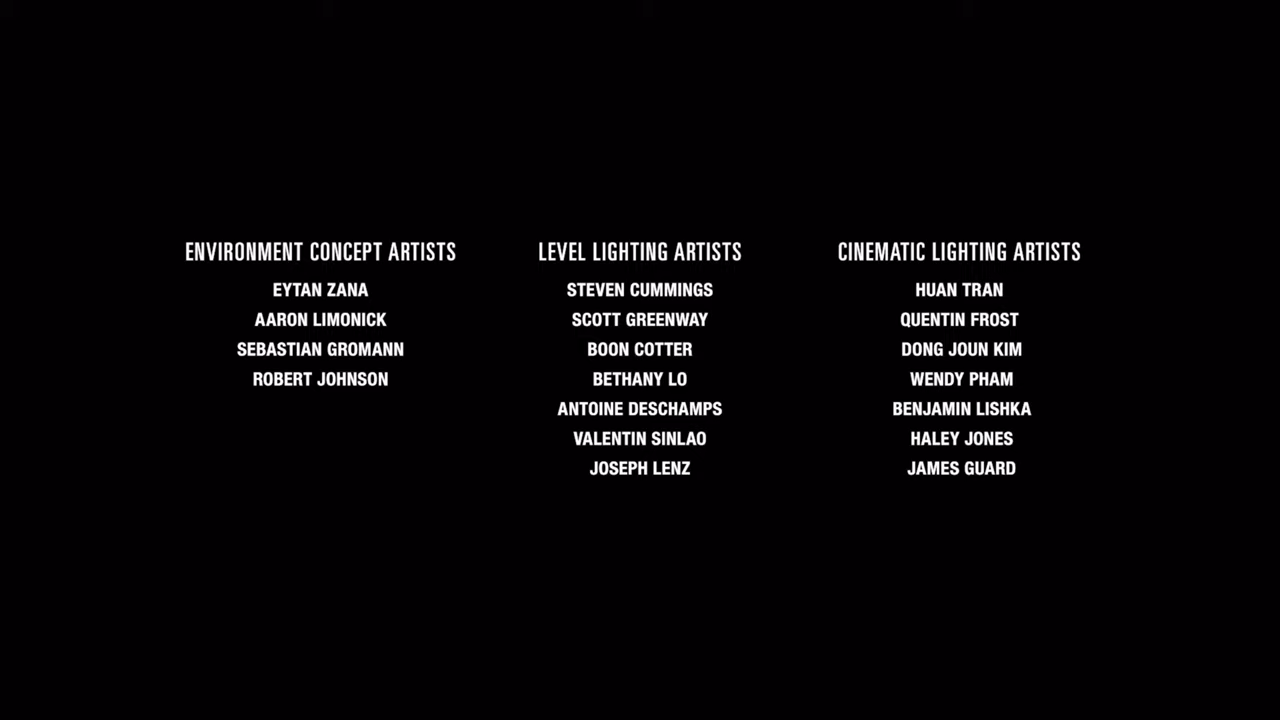 ENVIRONMENT CONCEPT ARTISTS
EYTAN ZANA
AARON LIMONICK
SEBASTIAN GROMANN
ROBERT JOHNSON
LEVEL LIGHTING ARTISTS
STEVEN CUMMINGS
SCOTT GREENWAY
BOON COTTER
BETHANY LO
ANTOINE DESCHAMPS
VALENTIN SINLAO
JOSEPH LENZ
CINEMATIC LIGHTING ARTISTS
HUAN TRAN
QUENTIN FROST
DONG JOUN KIM
WENDY PHAM
BENJAMIN LISHKA
HALEY JONES
JAMES GUARD